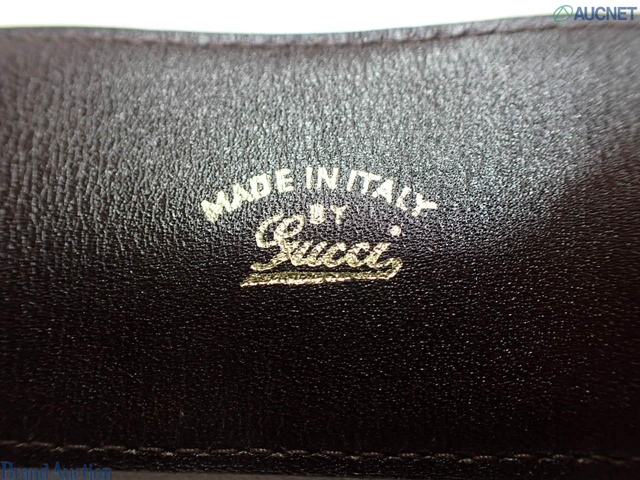 AUCNET
MADE IN ITALY
BY
Gucci
Brand Auction